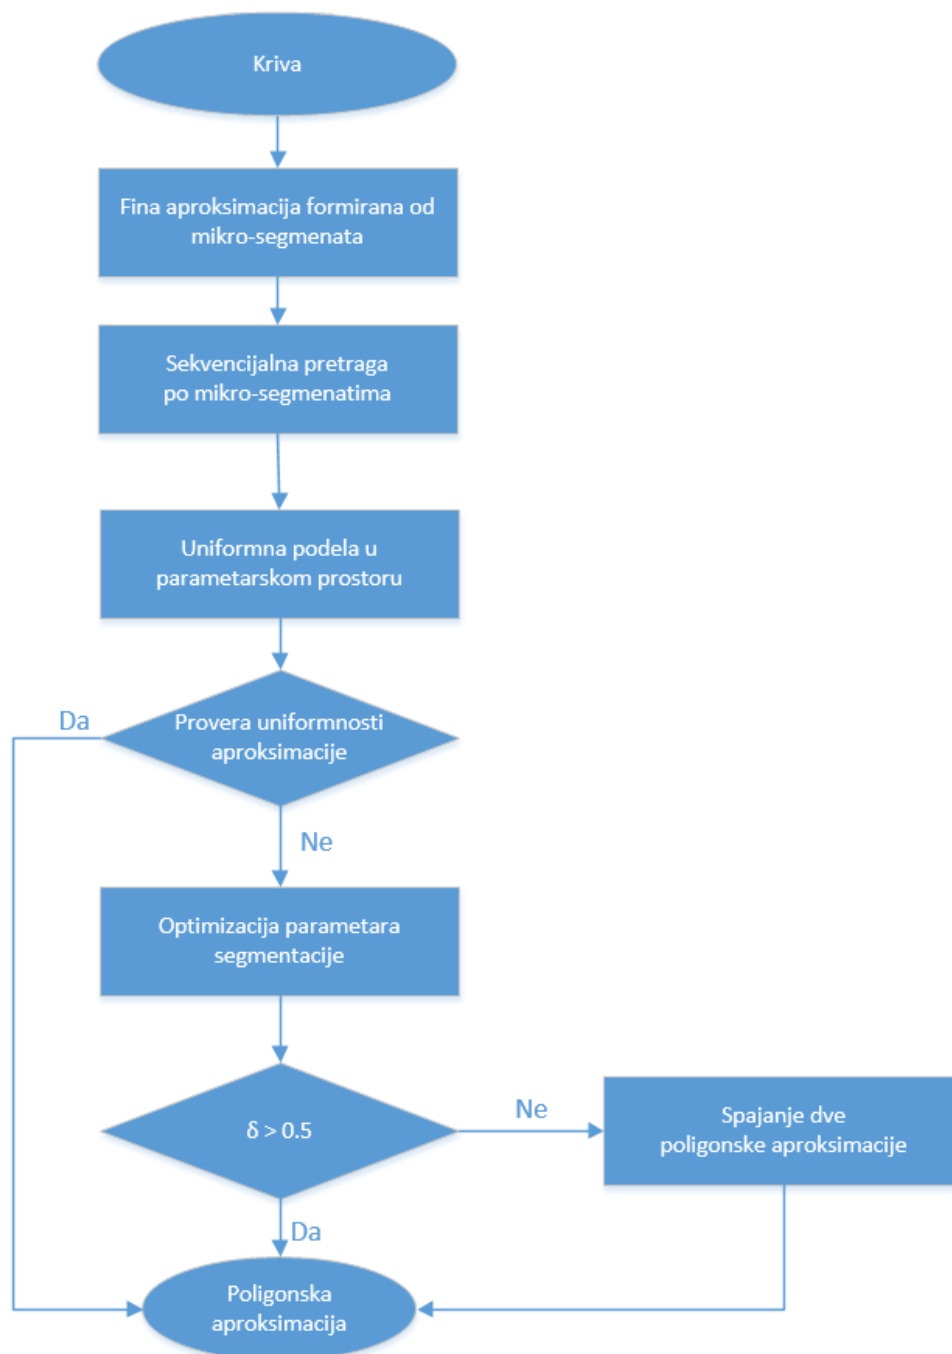 Kriva
Fina aproksimacija formirana od
mikro-segmenata
Sekvencijalna pretraga
po mikro-segmenatima
Uniformna podela u
parametarskom prostoru
Da
Provera uniformnosti
aproksimacije
Ne
Optimizacija parametara
segmentacije
δ > 0.5
Ne
Spajanje dve
poligonske aproksimacije
Da
Poligonska
aproksimacija